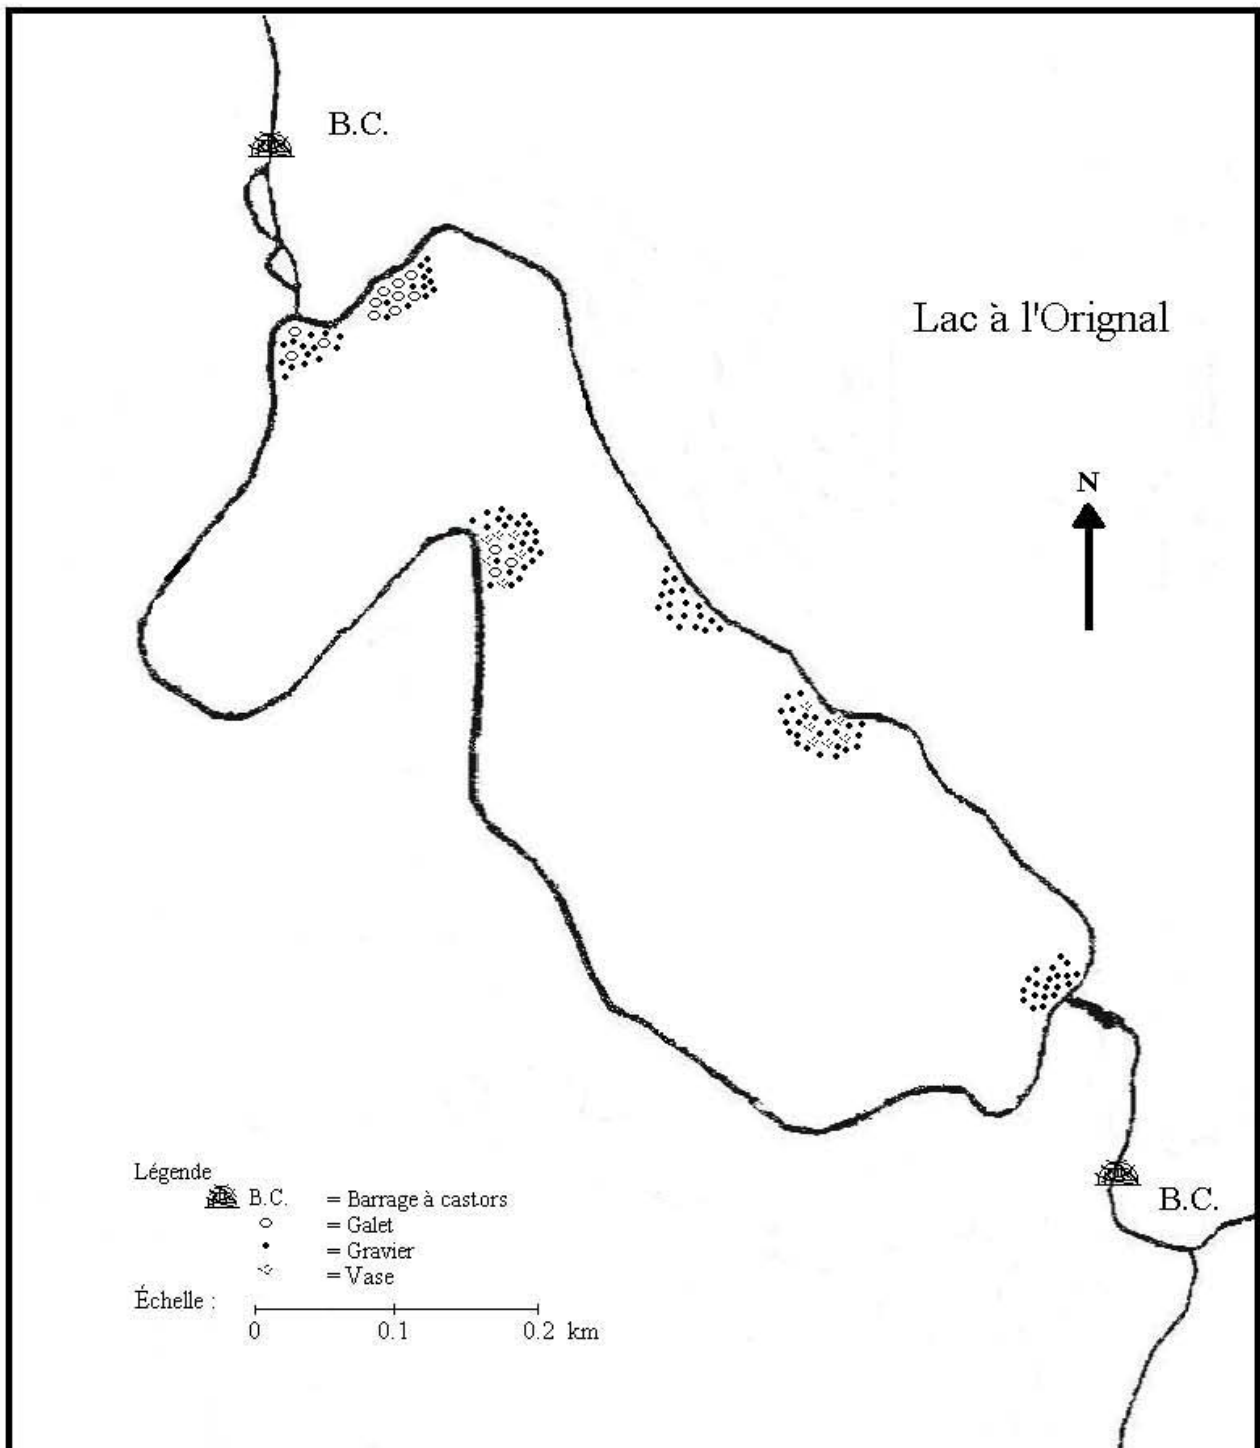 B.C.
Lac à l'Orignal
N
B.C.
Légende
B.C. = Barrage à castors
= Galet
= Gravier
= Vase
Échelle :
0 0.1 0.2 km